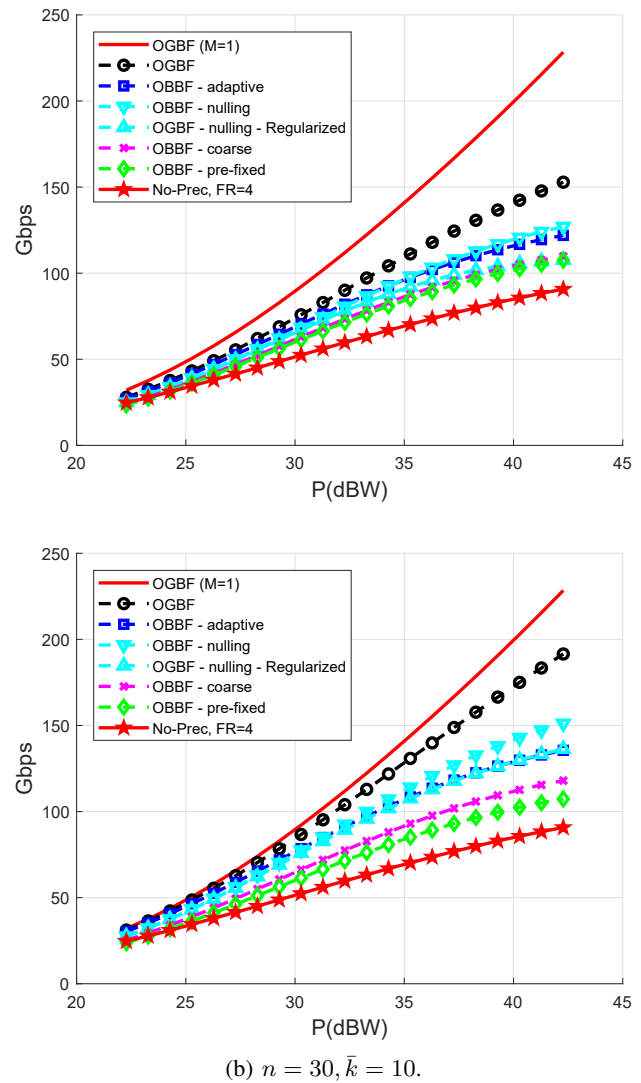 250
200
150
100
50
0
Gbps
OGBF (M=1)
OGBF
OBBF - adaptive
OBBF - nulling
OGBF - nulling - Regularized
OBBF - coarse
OBBF - pre-fixed
No-Prec, FR=4
20 25 30 35 40 45
P(dBW)
250
200
150
100
50
0
Gbps
OGBF (M=1)
OGBF
OBBF - adaptive
OBBF - nulling
OGBF - nulling - Regularized
OBBF - coarse
OBBF - pre-fixed
No-Prec, FR=4
20 25 30 35 40 45
P(dBW)
(b) n = 30, k̄ = 10.